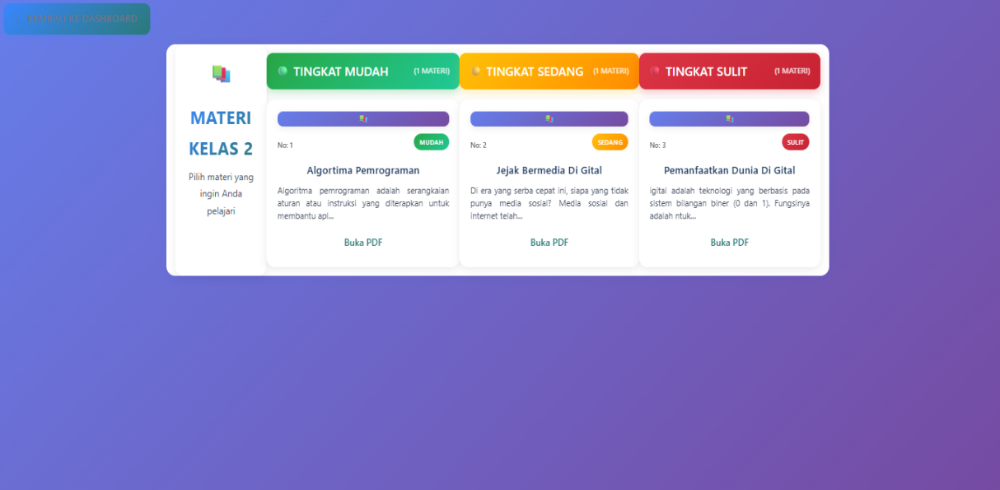 KEMBALI KE DASHBOARD
MATERI
KELAS 2
Pilih materi yang
ingin Anda
pelajari
TINGKAT MUDAH (1 MATERI)
No: 1 MUDAH
Algortima Pemrograman
Algoritma pemrograman adalah serangkaian
aturan atau instruksi yang diterapkan untuk
membantu apl...
Buka PDF
TINGKAT SEDANG (1 MATERI)
No: 2 SEDANG
Jejak Bermedia Di Gital
Di era yang serba cepat ini, siapa yang tidak
punya media sosial? Media sosial dan
internet telah...
Buka PDF
TINGKAT SULIT (1 MATERI)
No: 3 SULIT
Pemanfaatkan Dunia Di Gital
igital adalah teknologi yang berbasis pada
sistem bilangan biner (0 dan 1). Fungsinya
adalah ntuk...
Buka PDF